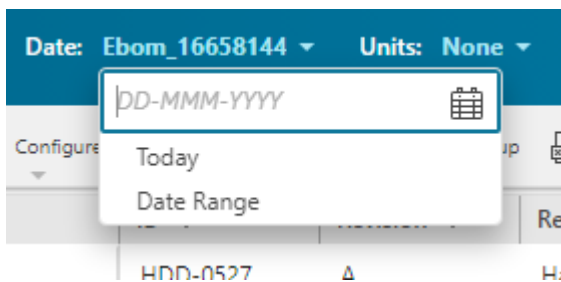 Date: Ebom_16658144 Units: None
DD-MMM-YYYY
Configure
Today
Date Range
HDD-0527 A